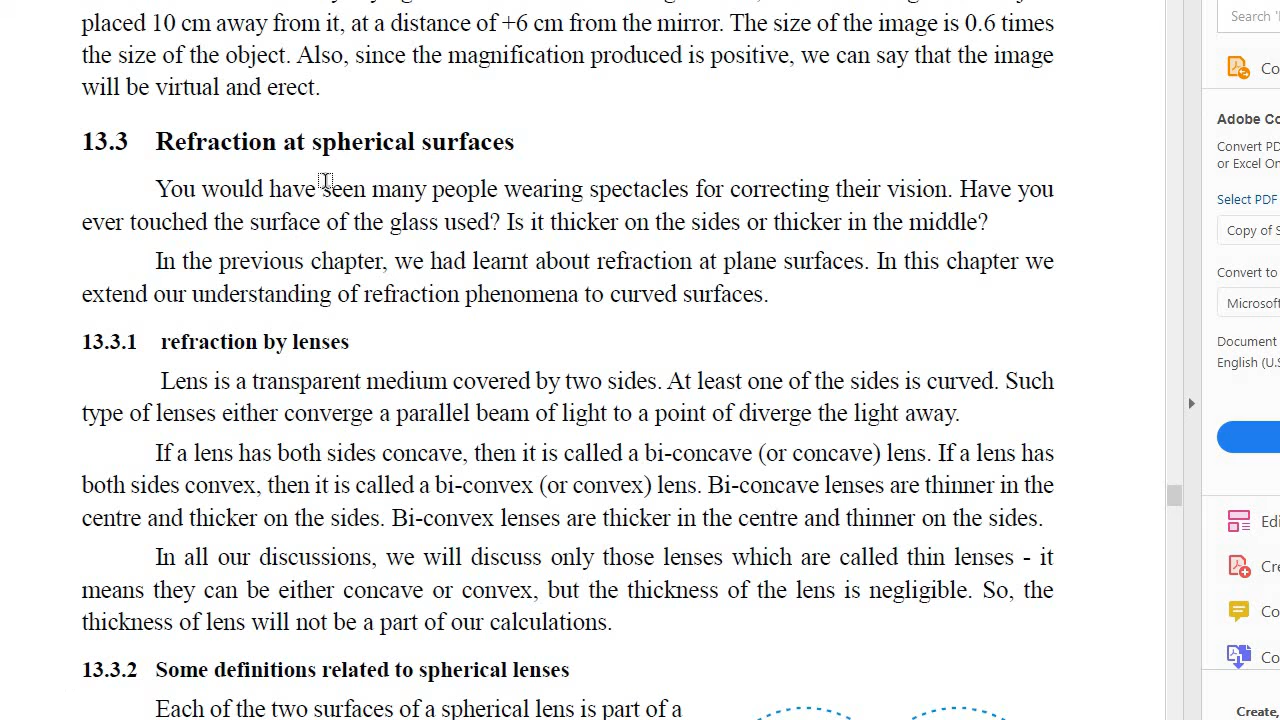 placed 10 cm away from it, at a distance of +6 cm from the mirror. The size of the image is 0.6 times
the size of the object. Also, since the magnification produced is positive, we can say that the image
will be virtual and erect.
13.3 Refraction at spherical surfaces
You would have seen many people wearing spectacles for correcting their vision. Have you
ever touched the surface of the glass used? Is it thicker on the sides or thicker in the middle?
In the previous chapter, we had learnt about refraction at plane surfaces. In this chapter we
extend our understanding of refraction phenomena to curved surfaces.
13.3.1 refraction by lenses
Lens is a transparent medium covered by two sides. At least one of the sides is curved. Such
type of lenses either converge a parallel beam of light to a point of diverge the light away.
If a lens has both sides concave, then it is called a bi-concave (or concave) lens. If a lens has
both sides convex, then it is called a bi-convex (or convex) lens. Bi-concave lenses are thinner in the
centre and thicker on the sides. Bi-convex lenses are thicker in the centre and thinner on the sides.
In all our discussions, we will discuss only those lenses which are called thin lenses - it
means they can be either concave or convex, but the thickness of the lens is negligible. So, the
thickness of lens will not be a part of our calculations.
13.3.2 Some definitions related to spherical lenses
Each of the two surfaces of a spherical lens is part of a
Search '
Co
Adobe Co
Convert PD
or Excel On
Select PDF
Copy of S
Convert to
Microsoft
Document
English (U.S
Edi
Cre
Co
Co
Create,